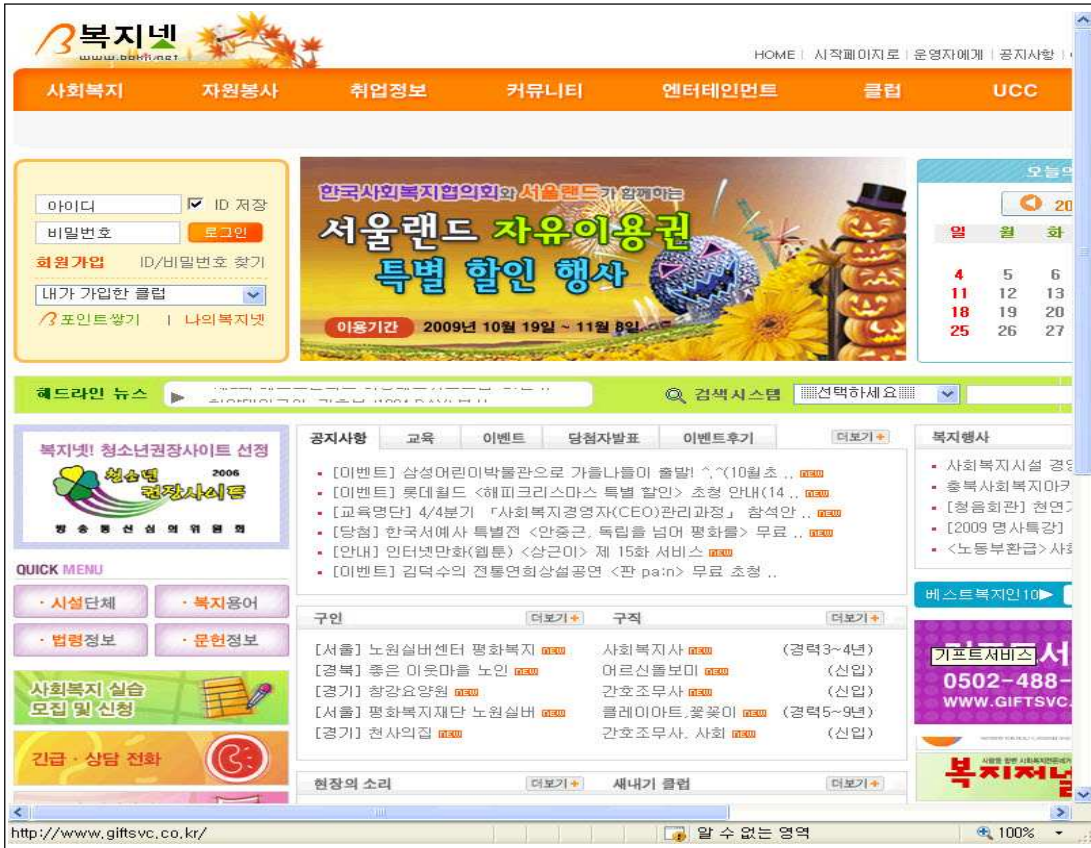 복지넷
HOME | 시작페이지로 | 운영자에게 | 공지사항 |
사회복지 자원봉사 취업정보 커뮤니티 엔터테인먼트 클럽 UCC
아이디 ID 저장
비밀번호 로그인
회원가입 ID/비밀번호 찾기
내가 가입한 클럽
포인트쌓기 | 나의복지넷
한국사회복지협의회와 서울랜드가 함께하는
서울랜드 자유이용권
특별 할인 행사
이용기간 2009년 10월 19일 ~ 11월 8일
오늘의
20
일 월 화
4 5 6
11 12 13
18 19 20
25 26 27
헤드라인 뉴스
검색시스템 선택하세요
복지넷! 청소년권장사이트 선정
청소년 2006
권장사이트
방송통신심의위원회
QUICK MENU
· 시설단체 · 복지용어
· 법령정보 · 문헌정보
사회복지 실습
모집 및 신청
긴급 · 상담 전화
공지사항 교육 이벤트 당첨자발표 이벤트후기 더보기+
[이벤트] 삼성어린이박물관으로 가을나들이 출발! ^.^(10월초 .. new
[이벤트] 롯데월드 <해피크리스마스 특별 할인> 초청 안내(14 .. new
[교육명단] 4/4분기 「사회복지경영자(CEO)관리과정」 참석안 .. new
[당첨] 한국서예사 특별전 <안중근, 독립을 넘어 평화를> 무료 .. new
[안내] 인터넷만화(웹툰) <상근이> 제 15화 서비스 new
[이벤트] 김덕수의 전통연희상설공연 <판 pa:n> 무료 초청 ..
구인 더보기+ 구직 더보기+
[서울] 노원실버센터 평화복지 new 사회복지사 new (경력3~4년)
[경북] 좋은 이웃마을 노인 new 어르신돌보미 new (신입)
[경기] 창강요양원 new 간호조무사 new (신입)
[서울] 평화복지재단 노원실버 new 클레이아트,꽃꽂이 new (경력5~9년)
[경기] 천사의집 new 간호조무사, 사회 new (신입)
현장의 소리 더보기+ 새내기 클럽 더보기+
복지행사
사회복지시설 경영
충북사회복지아카
[청음회관] 천연
[2009 명사특강]
<노동부환급>사회
베스트복지인10▶
기프트서비스
0502-488-
WWW.GIFTSVC.
복지저널
http://www.giftsvc.co.kr/ 알 수 없는 영역 100%